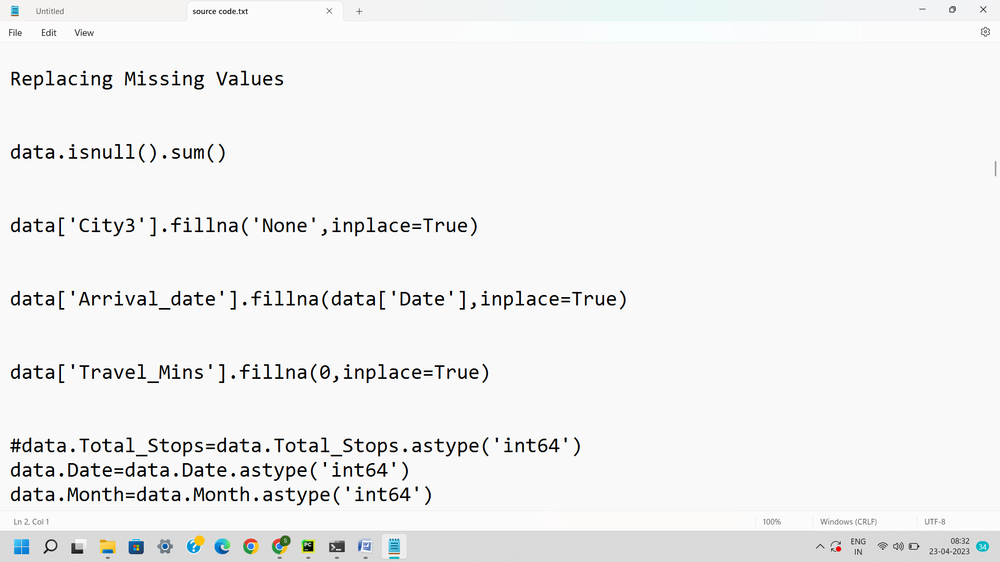 Untitled
source code.txt
File Edit View
Replacing Missing Values
data.isnull().sum()
data['City3'].fillna('None',inplace=True)
data['Arrival_date'].fillna(data['Date'],inplace=True)
data['Travel_Mins'].fillna(0,inplace=True)
#data.Total_Stops=data.Total_Stops.astype('int64')
data.Date=data.Date.astype('int64')
data.Month=data.Month.astype('int64')
Ln 2, Col 1 100% Windows (CRLF) UTF-8
S
PC
W
ENG
IN
08:32
23-04-2023
34